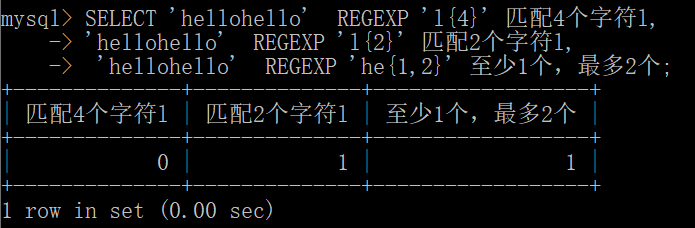 mysql> SELECT 'hellohello'  REGEXP 'l{4}' 匹配4个字符l,
    -> 'hellohello'  REGEXP 'l{2}' 匹配2个字符l,
    ->  'hellohello'  REGEXP 'he{1,2}' 至少1个，最多2个;
+---------------+---------------+-------------------+
| 匹配4个字符l | 匹配2个字符l | 至少1个，最多2个 |
+---------------+---------------+-------------------+
| 0 | 1 | 1 |
+---------------+---------------+-------------------+
1 row in set (0.00 sec)